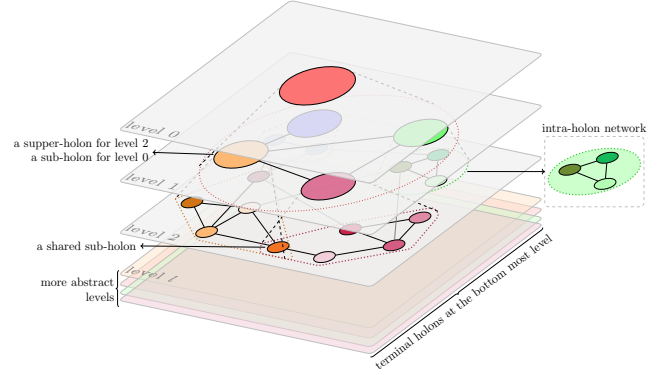 level 0
a supper-holon for level 2
a sub-holon for level 0
intra-holon network
level 1
level 2
a shared sub-holon
level l
more abstract
levels
terminal holons at the bottom most level